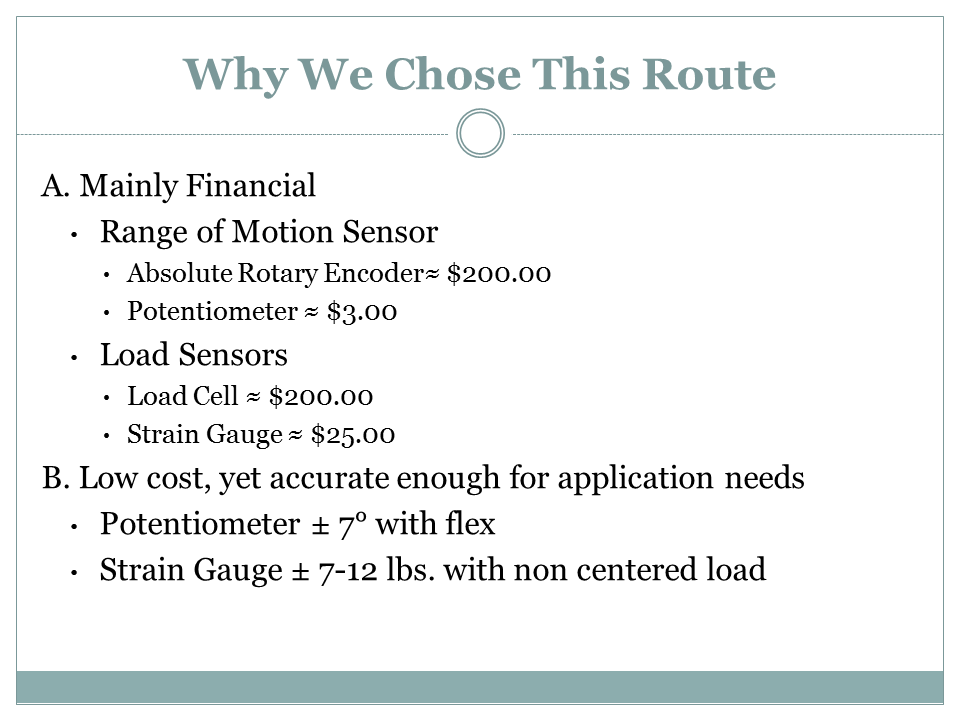 Why We Chose This Route
A. Mainly Financial
• Range of Motion Sensor
• Absolute Rotary Encoder≈ $200.00
• Potentiometer ≈ $3.00
• Load Sensors
• Load Cell ≈ $200.00
• Strain Gauge ≈ $25.00
B. Low cost, yet accurate enough for application needs
• Potentiometer ± 7° with flex
• Strain Gauge ± 7-12 lbs. with non centered load